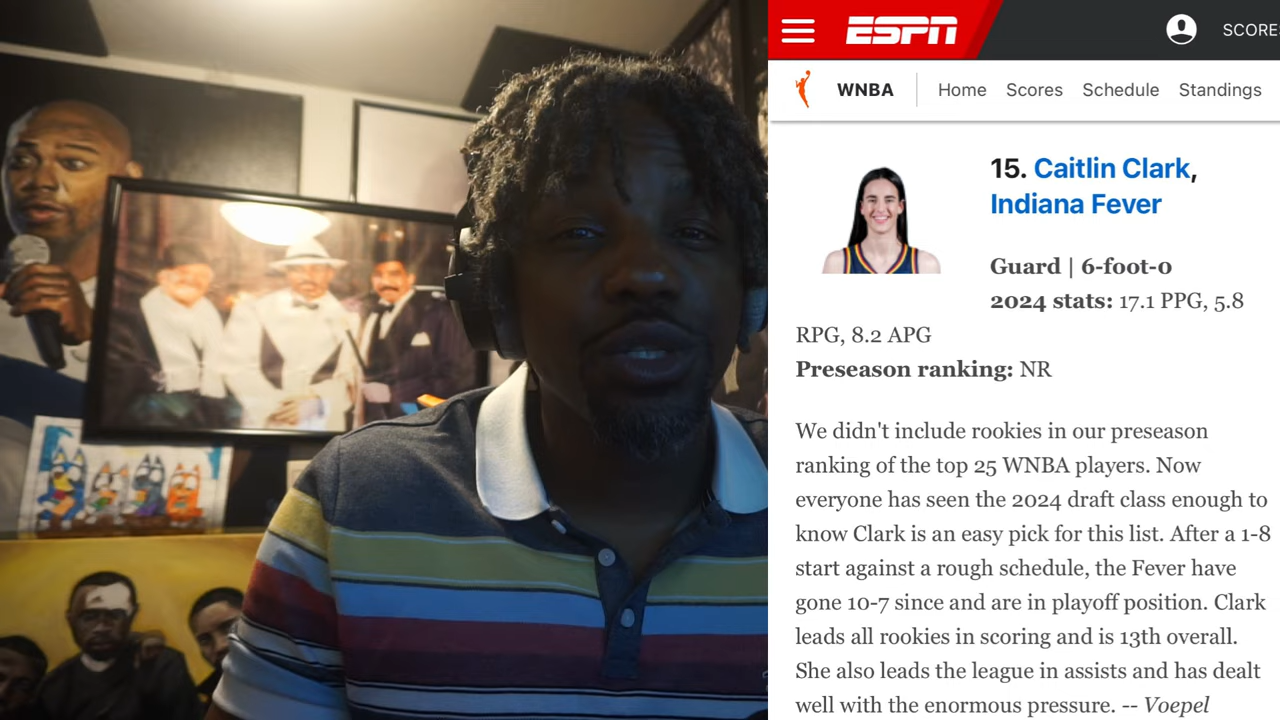 ESPN
SCORES
WNBA
Home
Scores
Schedule
Standings
15. Caitlin Clark,
Indiana Fever
Guard | 6-foot-0
2024 stats: 17.1 PPG, 5.8
RPG, 8.2 APG
Preseason ranking: NR
We didn't include rookies in our preseason
ranking of the top 25 WNBA players. Now
everyone has seen the 2024 draft class enough to
know Clark is an easy pick for this list. After a 1-8
start against a rough schedule, the Fever have
gone 10-7 since and are in playoff position. Clark
leads all rookies in scoring and is 13th overall.
She also leads the league in assists and has dealt
well with the enormous pressure. -- Voepel